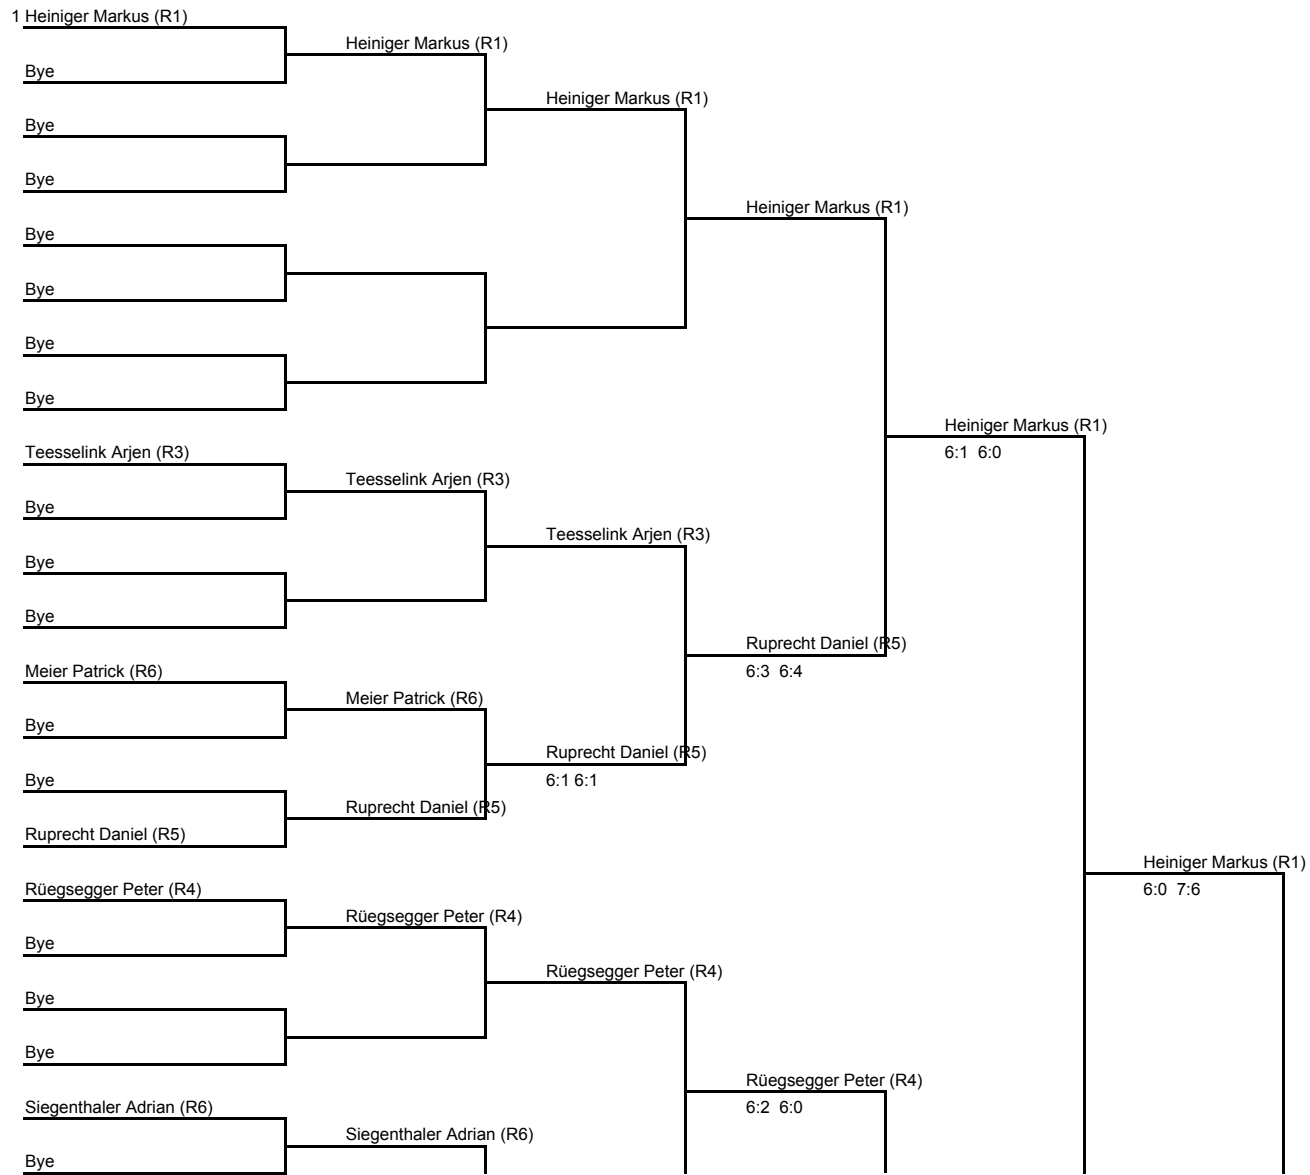 1 Heiniger Markus (R1)
Heiniger Markus (R1)
Bye
Heiniger Markus (R1)
Bye
Bye
Heiniger Markus (R1)
Bye
Bye
Bye
Bye
Heiniger Markus (R1)
6:1 6:0
Teesselink Arjen (R3)
Teesselink Arjen (R3)
Bye
Teesselink Arjen (R3)
Bye
Bye
Ruprecht Daniel (R5)
6:3 6:4
Meier Patrick (R6)
Meier Patrick (R6)
Bye
Ruprecht Daniel (R5)
6:1 6:1
Bye
Ruprecht Daniel (R5)
Ruprecht Daniel (R5)
Heiniger Markus (R1)
6:0 7:6
Rüegsegger Peter (R4)
Rüegsegger Peter (R4)
Bye
Rüegsegger Peter (R4)
Bye
Bye
Rüegsegger Peter (R4)
6:2 6:0
Siegenthaler Adrian (R6)
Siegenthaler Adrian (R6)
Bye